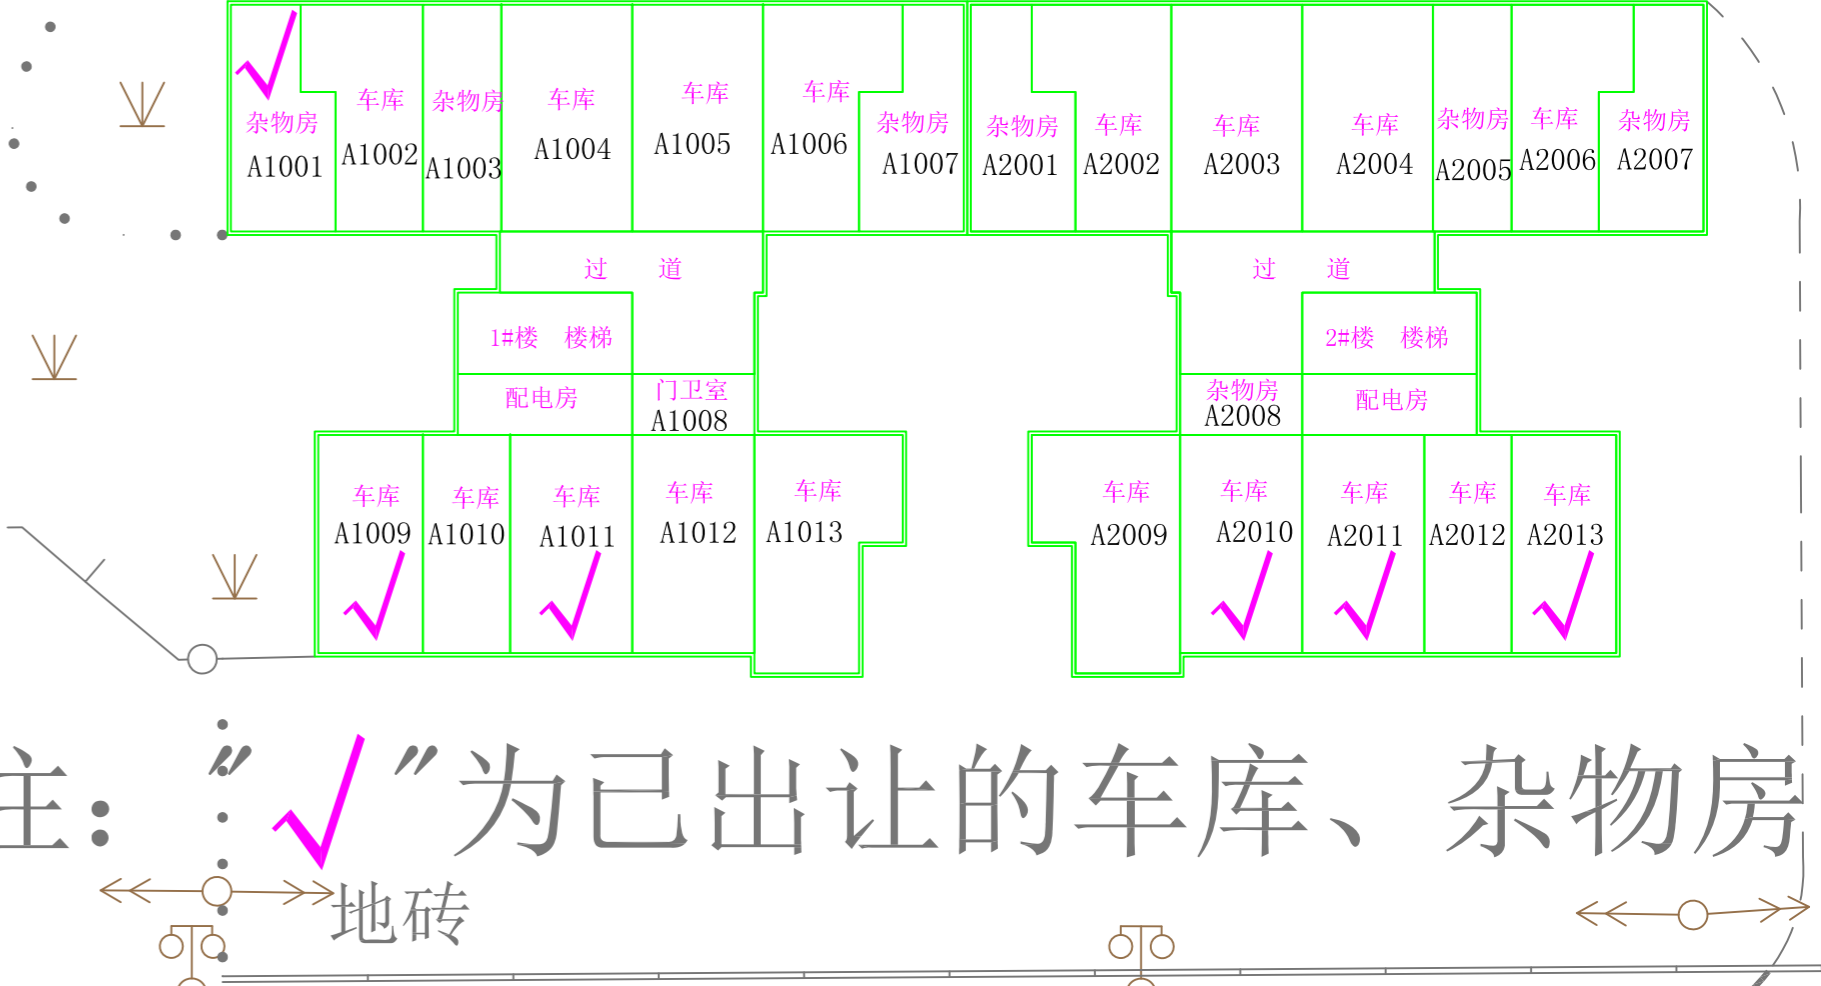 杂物房 A1001
车库 A1002
杂物房 A1003
车库 A1004
车库 A1005
车库 A1006
杂物房 A1007
杂物房 A2001
车库 A2002
车库 A2003
车库 A2004
杂物房 A2005
车库 A2006
杂物房 A2007
过 道
过 道
1#楼 楼梯
2#楼 楼梯
配电房
门卫室 A1008
杂物房 A2008
配电房
车库 A1009
车库 A1010
车库 A1011
车库 A1012
车库 A1013
车库 A2009
车库 A2010
车库 A2011
车库 A2012
车库 A2013
注："√"为已出让的车库、杂物房
地砖